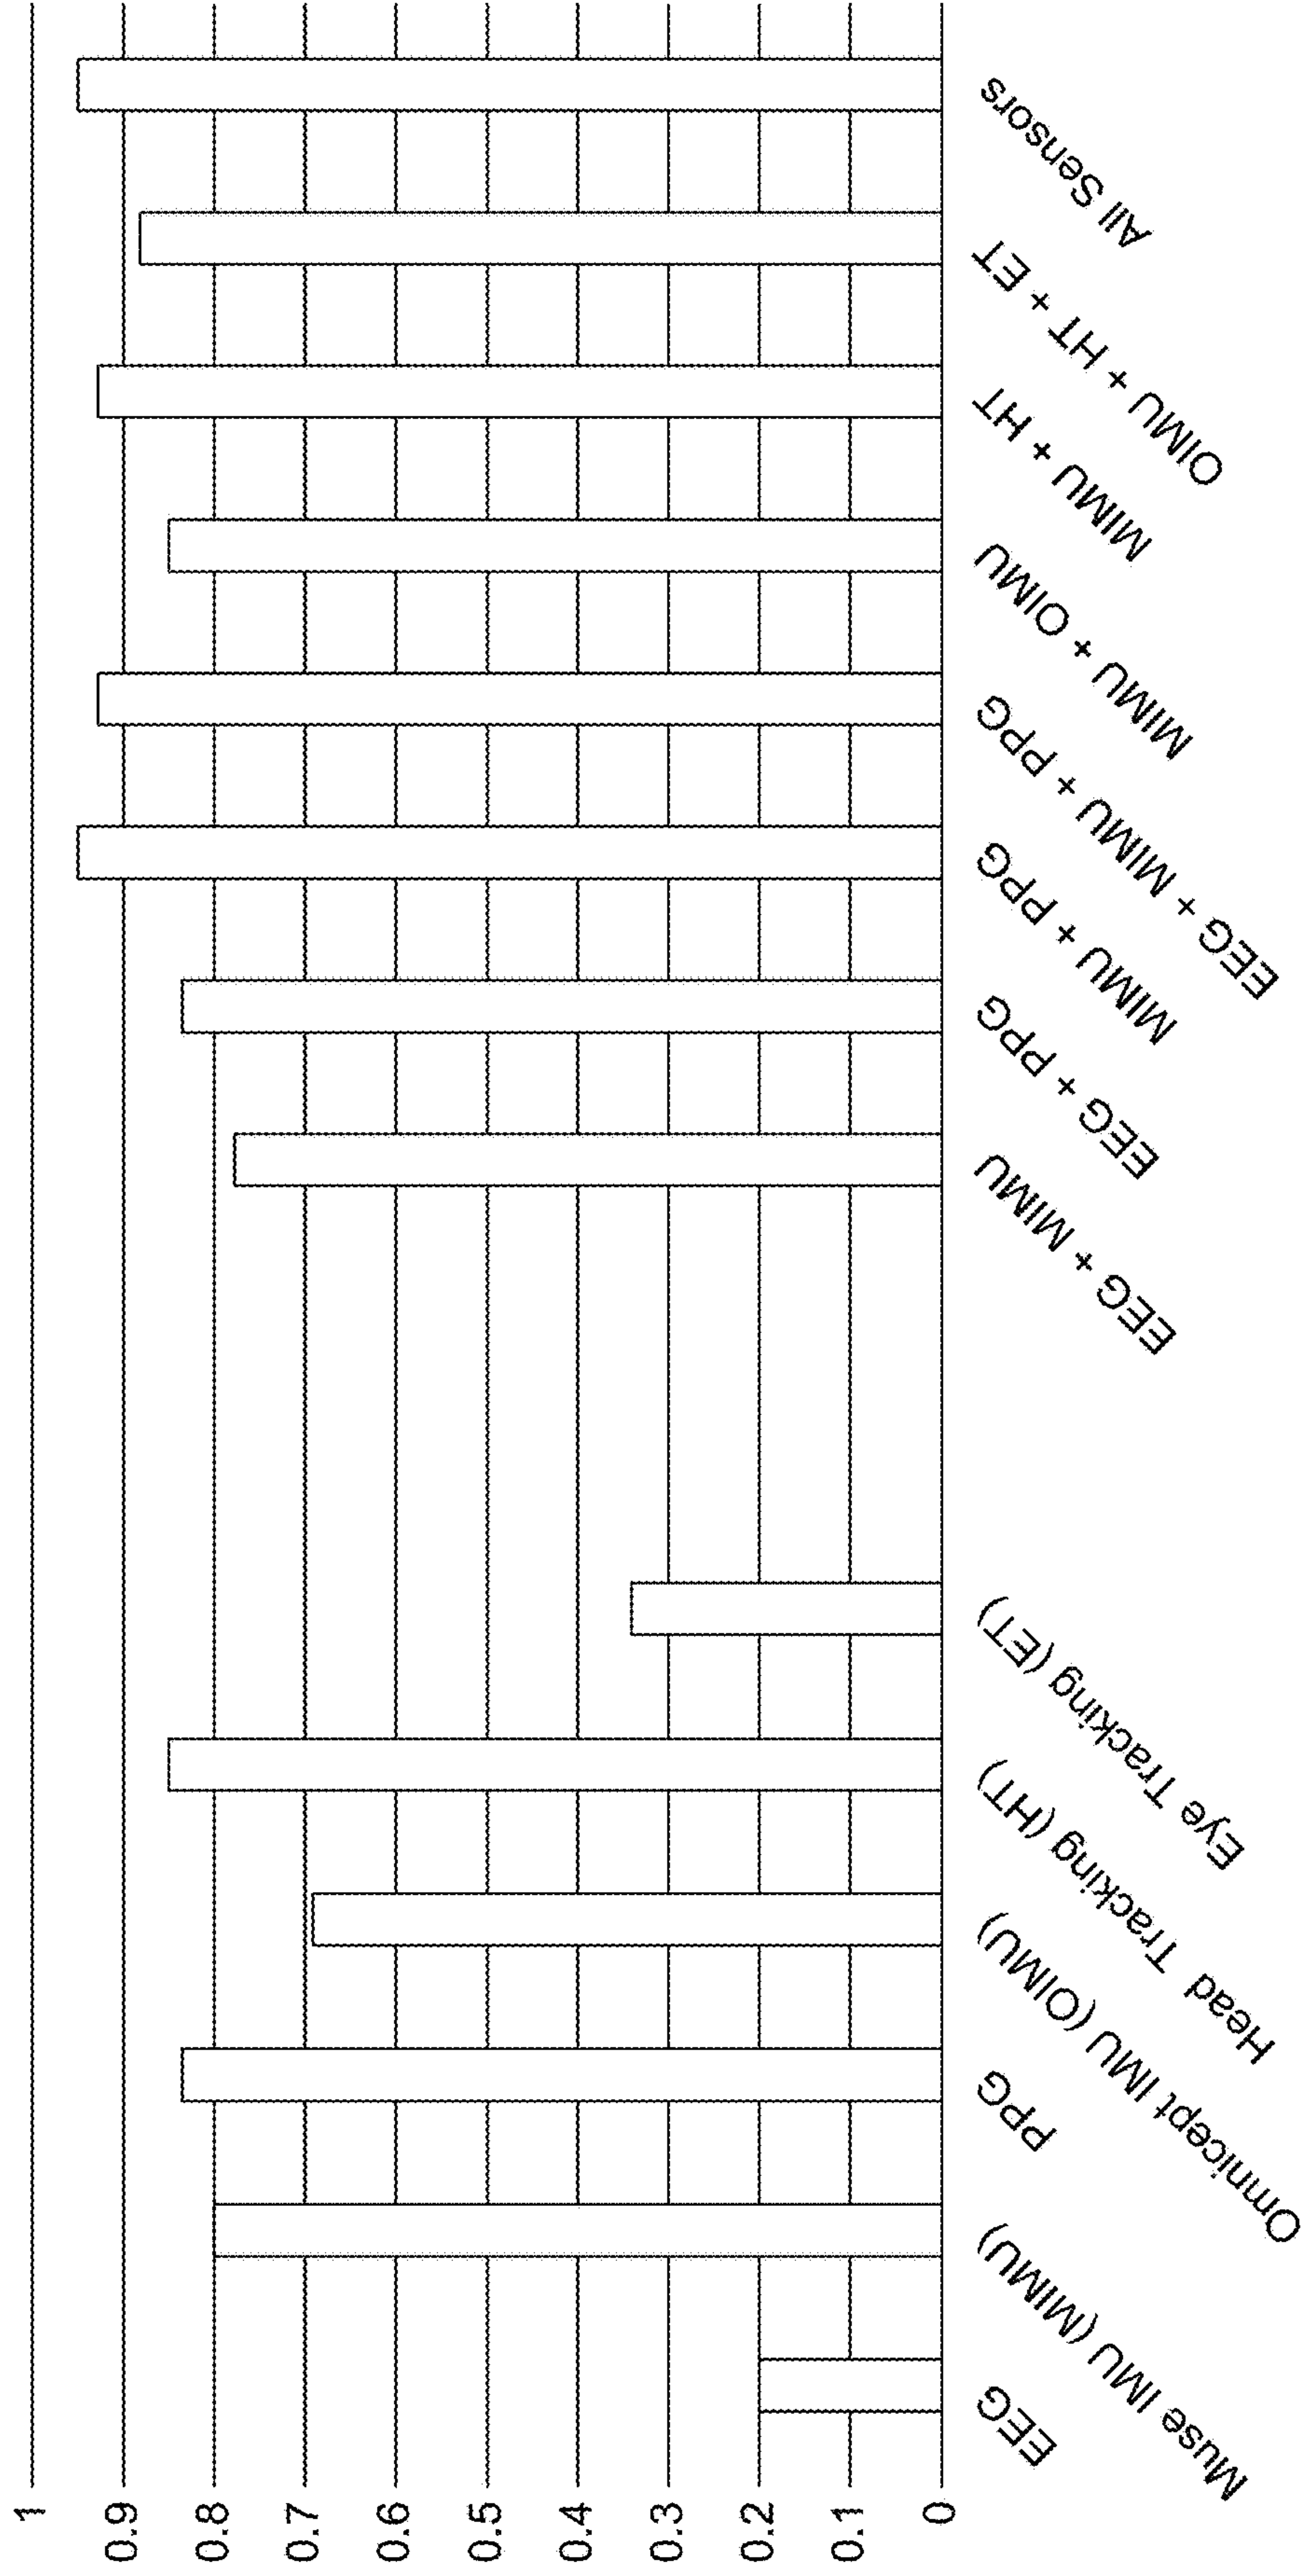 1
0.9
0.8
0.7
0.6
0.5
0.4
0.3
0.2
0.1
0
EEG
Muse IMU (MIMU)
PPG
Omnicept IMU (OIMU)
Head Tracking (HT)
Eye Tracking (ET)
EEG + MIMU
EEG + PPG
MIMU + PPG
EEG + MIMU + PPG
MIMU + OIMU
MIMU + HT
OIMU + HT + ET
All Sensors